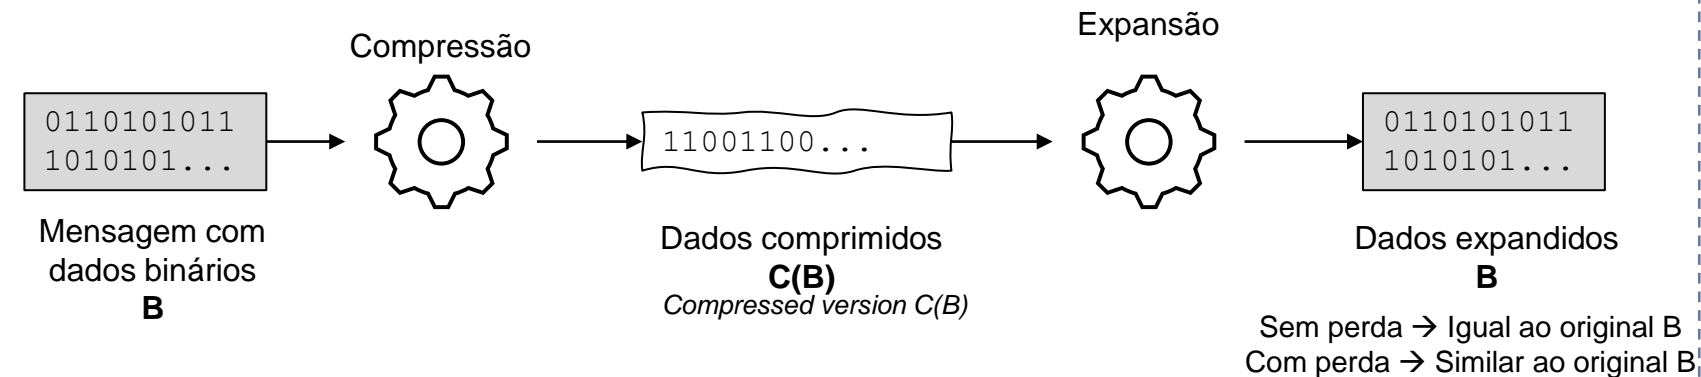 Compressão
Expansão
0110101011
1010101...
11001100...
0110101011
1010101...
Mensagem com
dados binários
B
Dados comprimidos
C(B)
Compressed version C(B)
Dados expandidos
B
Sem perda → Igual ao original B
Com perda → Similar ao original B